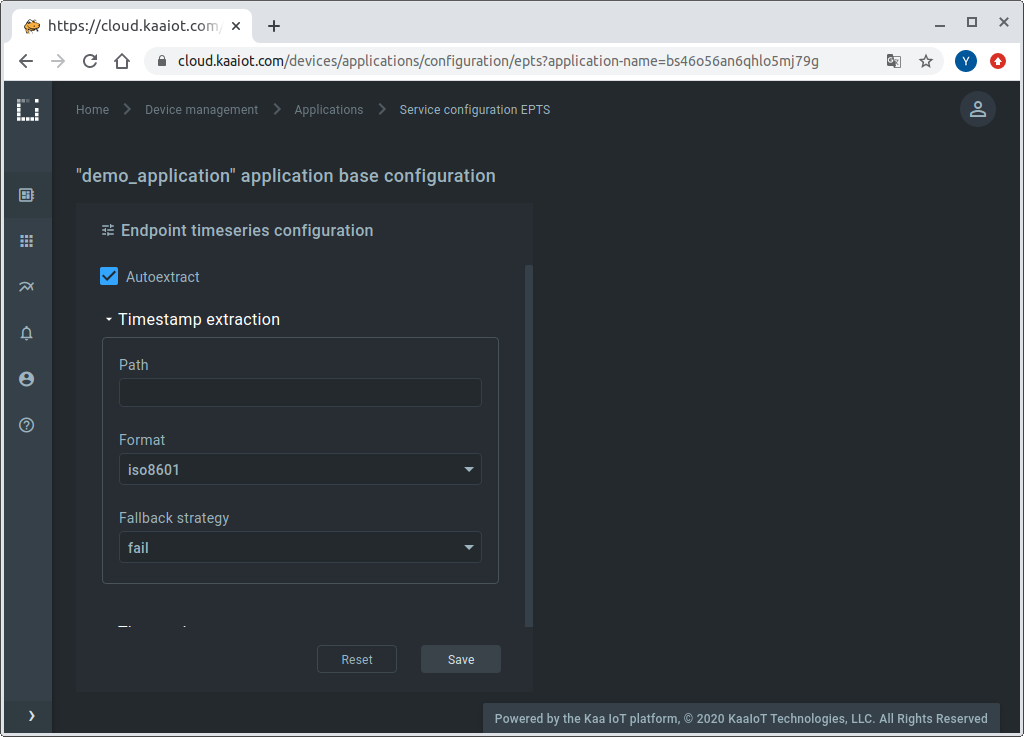 https://cloud.kaaiot.com/
cloud.kaaiot.com/devices/applications/configuration/epts?application-name=bs46o56an6qhlo5mj79g
Y
Home Device management Applications Service configuration EPTS
"demo_application" application base configuration
Endpoint timeseries configuration
Autoextract
Timestamp extraction
Path
Format
iso8601
Fallback strategy
fail
Reset Save
Powered by the Kaa IoT platform, © 2020 KaaIoT Technologies, LLC. All Rights Reserved